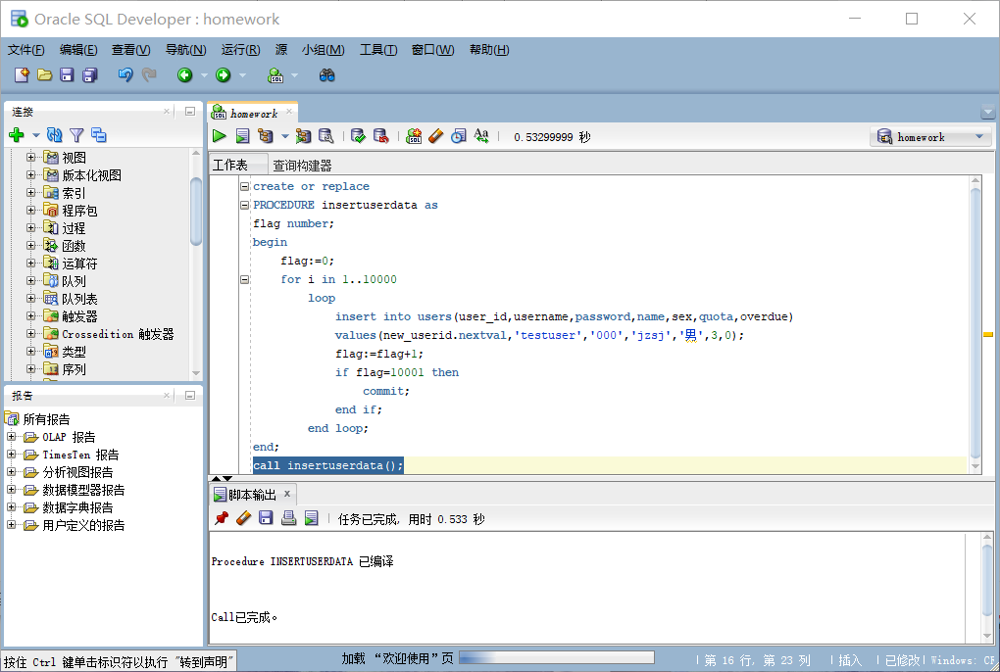 Oracle SQL Developer : homework
文件(F) 编辑(E) 查看(V) 导航(N) 运行(R) 源 小组(M) 工具(T) 窗口(W) 帮助(H)
连接
视图
版本化视图
索引
程序包
过程
函数
运算符
队列
队列表
触发器
Crossedition 触发器
类型
序列
报告
所有报告
OLAP 报告
TimesTen 报告
分析视图报告
数据模型器报告
数据字典报告
用户定义的报告
homework
0.53299999 秒
homework
工作表 查询构建器
create or replace
PROCEDURE insertuserdata as
flag number;
begin
flag:=0;
for i in 1..10000
loop
insert into users(user_id,username,password,name,sex,quota,overdue)
values(new_userid.nextval,'testuser','000','jzsj','男',3,0);
flag:=flag+1;
if flag=10001 then
commit;
end if;
end loop;
end;
call insertuserdata();
脚本输出
任务已完成, 用时 0.533 秒
Procedure INSERTUSERDATA 已编译
Call已完成。
按住 Ctrl 键单击标识符以执行 "转到声明"
加载 “欢迎使用”页
第 16 行, 第 23 列 | 插入 | 已修改| Windows: CF